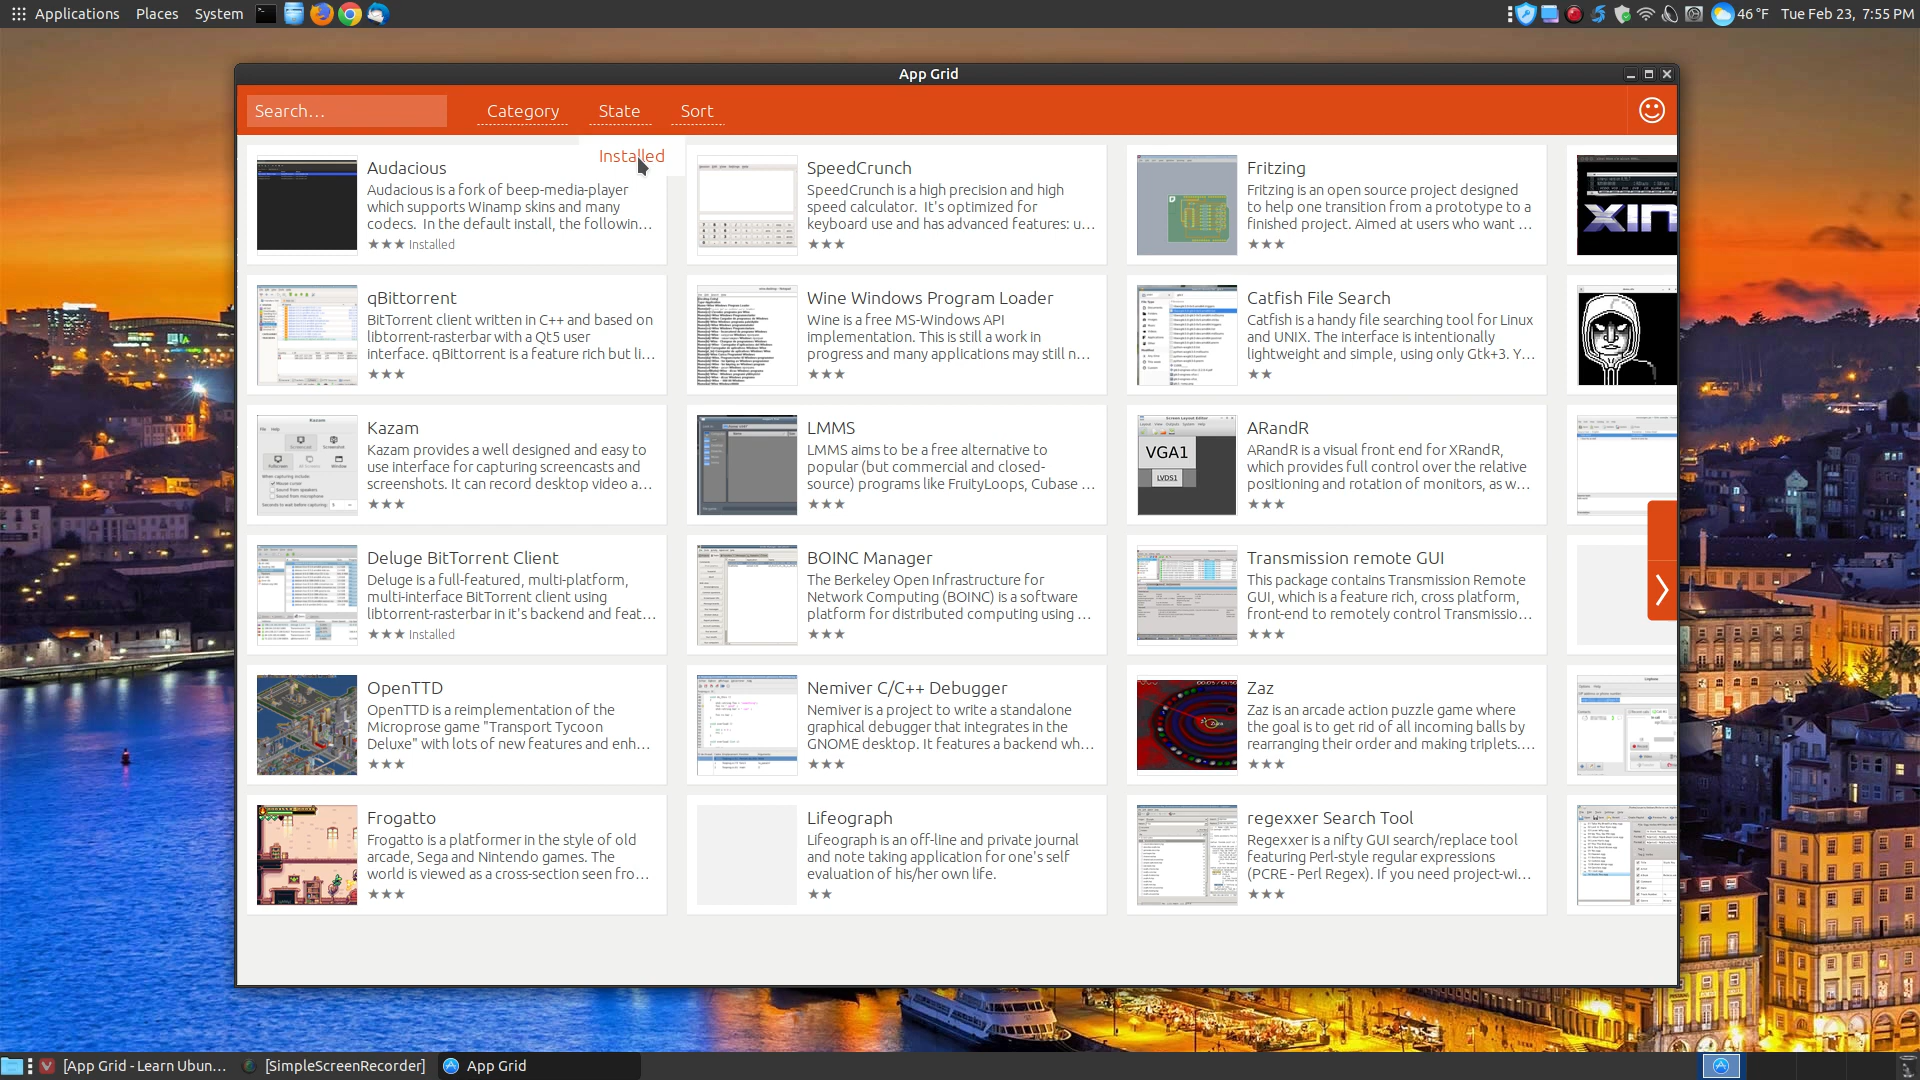 Applications Places System
46 °F Tue Feb 23, 7:55 PM
App Grid
Search... Category State Sort
Installed
Audacious
Audacious is a fork of beep-media-player
which supports Winamp skins and many
codecs. In the default install, the followin...
★★★ Installed
SpeedCrunch
SpeedCrunch is a high precision and high
speed calculator. It's optimized for
keyboard use and has advanced features: u...
★★★
Fritzing
Fritzing is an open source project designed
to help one transition from a prototype to a
finished project. Aimed at users who want ...
★★★
XIN
qBittorrent
BitTorrent client written in C++ and based on
libtorrent-rasterbar with a Qt5 user
interface. qBittorrent is a feature rich but li...
★★★
Wine Windows Program Loader
Wine is a free MS-Windows API
implementation. This is still a work in
progress and many applications may still n...
★★★
Catfish File Search
Catfish is a handy file searching tool for Linux
and UNIX. The interface is intentionally
lightweight and simple, using only Gtk+3. Y...
★★
Kazam
Kazam provides a well designed and easy to
use interface for capturing screencasts and
screenshots. It can record desktop video a...
★★★
LMMS
LMMS aims to be a free alternative to
popular (but commercial and closed-
source) programs like FruityLoops, Cubase ...
★★★
VGA1
LVDS1
ARandR
ARandR is a visual front end for XRandR,
which provides full control over the relative
positioning and rotation of monitors, as w...
★★★
Deluge BitTorrent Client
Deluge is a full-featured, multi-platform,
multi-interface BitTorrent client using
libtorrent-rasterbar in it's backend and feat...
★★★ Installed
BOINC Manager
The Berkeley Open Infrastructure for
Network Computing (BOINC) is a software
platform for distributed computing using ...
★★★
Transmission remote GUI
This package contains Transmission Remote
GUI, which is a feature rich, cross platform,
front-end to remotely control Transmissio...
★★★
OpenTTD
OpenTTD is a reimplementation of the
Microprose game "Transport Tycoon
Deluxe" with lots of new features and enh...
★★★
Nemiver C/C++ Debugger
Nemiver is a project to write a standalone
graphical debugger that integrates in the
GNOME desktop. It features a backend wh...
★★★
Zaz
Zaz is an arcade action puzzle game where
the goal is to get rid of all incoming balls by
rearranging their order and making triplets....
★★★
Frogatto
Frogatto is a platformer in the style of old
arcade, Sega and Nintendo games. The
world is viewed as a cross-section seen fro...
★★★
Lifeograph
Lifeograph is an off-line and private journal
and note taking application for one's self
evaluation of his/her own life.
★★
regexxer Search Tool
Regexxer is a nifty GUI search/replace tool
featuring Perl-style regular expressions
(PCRE - Perl Regex). If you need project-wi...
★★★
[App Grid - Learn Ubun... [SimpleScreenRecorder] App Grid